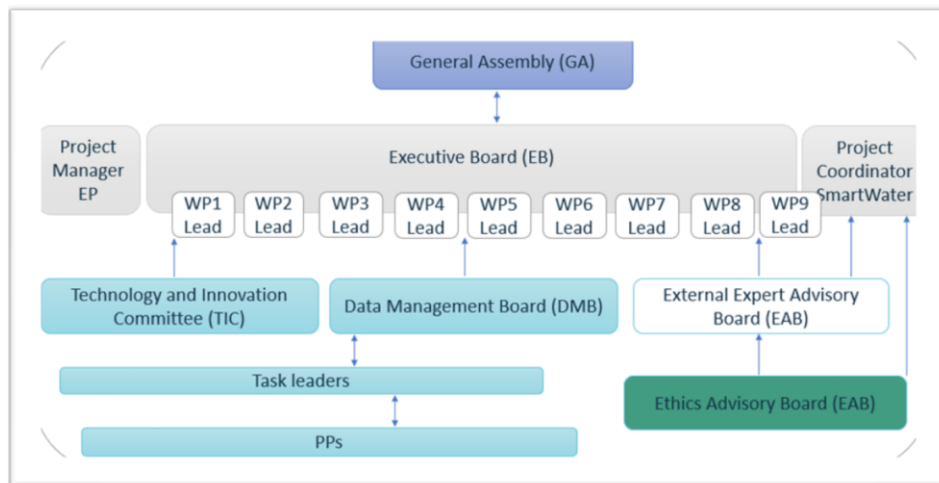 General Assembly (GA)
Project
Manager
EP
Executive Board (EB)
Project
Coordinator
SmartWater
WP1
Lead
WP2
Lead
WP3
Lead
WP4
Lead
WP5
Lead
WP6
Lead
WP7
Lead
WP8
Lead
WP9
Lead
Technology and Innovation
Committee (TIC)
Data Management Board (DMB)
External Expert Advisory
Board (EAB)
Task leaders
Ethics Advisory Board (EAB)
PPs